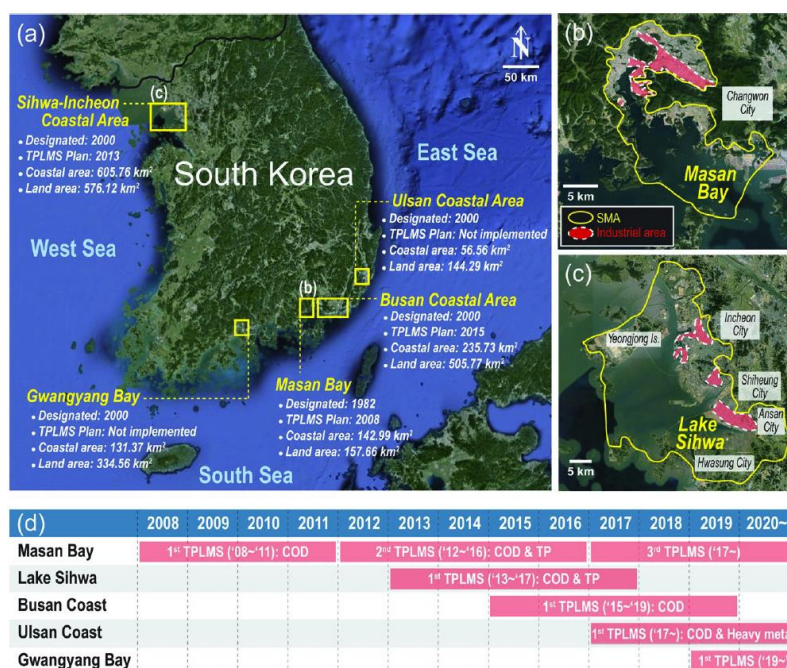 (a)
N
50 km
(c)
Sihwa-Incheon
Coastal Area
• Designated: 2000
• TPLMS Plan: 2013
• Coastal area: 605.76 km²
• Land area: 576.12 km²
South Korea
East Sea
West Sea
Ulsan Coastal Area
• Designated: 2000
• TPLMS Plan: Not implemented
• Coastal area: 56.56 km²
• Land area: 144.29 km²
(b)
Busan Coastal Area
• Designated: 2000
• TPLMS Plan: 2015
• Coastal area: 235.73 km²
• Land area: 505.77 km²
Gwangyang Bay
• Designated: 2000
• TPLMS Plan: Not implemented
• Coastal area: 131.37 km²
• Land area: 334.56 km²
Masan Bay
• Designated: 1982
• TPLMS Plan: 2008
• Coastal area: 142.99 km²
• Land area: 157.66 km²
South Sea
(b)
Changwon
City
Masan
Bay
5 km
SMA
Industrial area
(c)
Incheon
City
Yeongjong Is.
Shiheung
City
Ansan
City
Lake
Sihwa
Hwasung City
5 km
(d) 2008 2009 2010 2011 2012 2013 2014 2015 2016 2017 2018 2019 2020~
Masan Bay 1st TPLMS ('08~'11): COD 2nd TPLMS ('12~'16): COD & TP 3rd TPLMS ('17~)
Lake Sihwa 1st TPLMS ('13~'17): COD & TP
Busan Coast 1st TPLMS ('15~'19): COD
Ulsan Coast 1st TPLMS ('17~): COD & Heavy meta
Gwangyang Bay 1st TPLMS ('19~